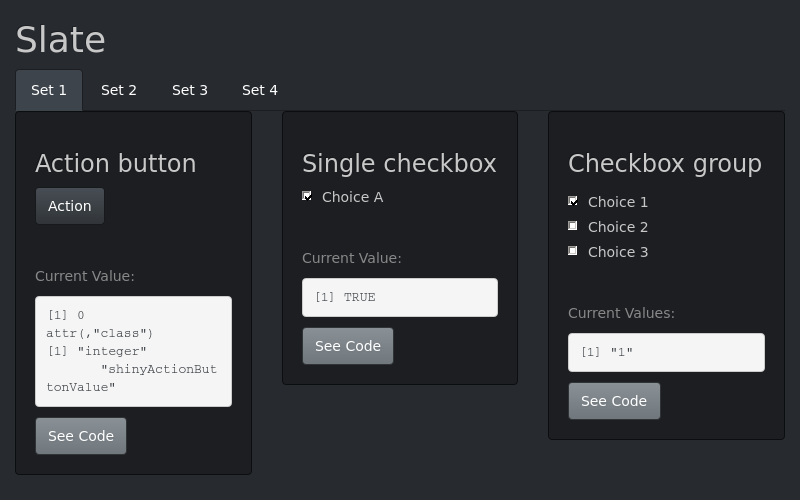 Slate
Set 1 Set 2 Set 3 Set 4
Action button
Action
Current Value:
[1] 0
attr(,"class")
[1] "integer"
"shinyActionBut
tonValue"
See Code
Single checkbox
Choice A
Current Value:
[1] TRUE
See Code
Checkbox group
Choice 1
Choice 2
Choice 3
Current Values:
[1] "1"
See Code